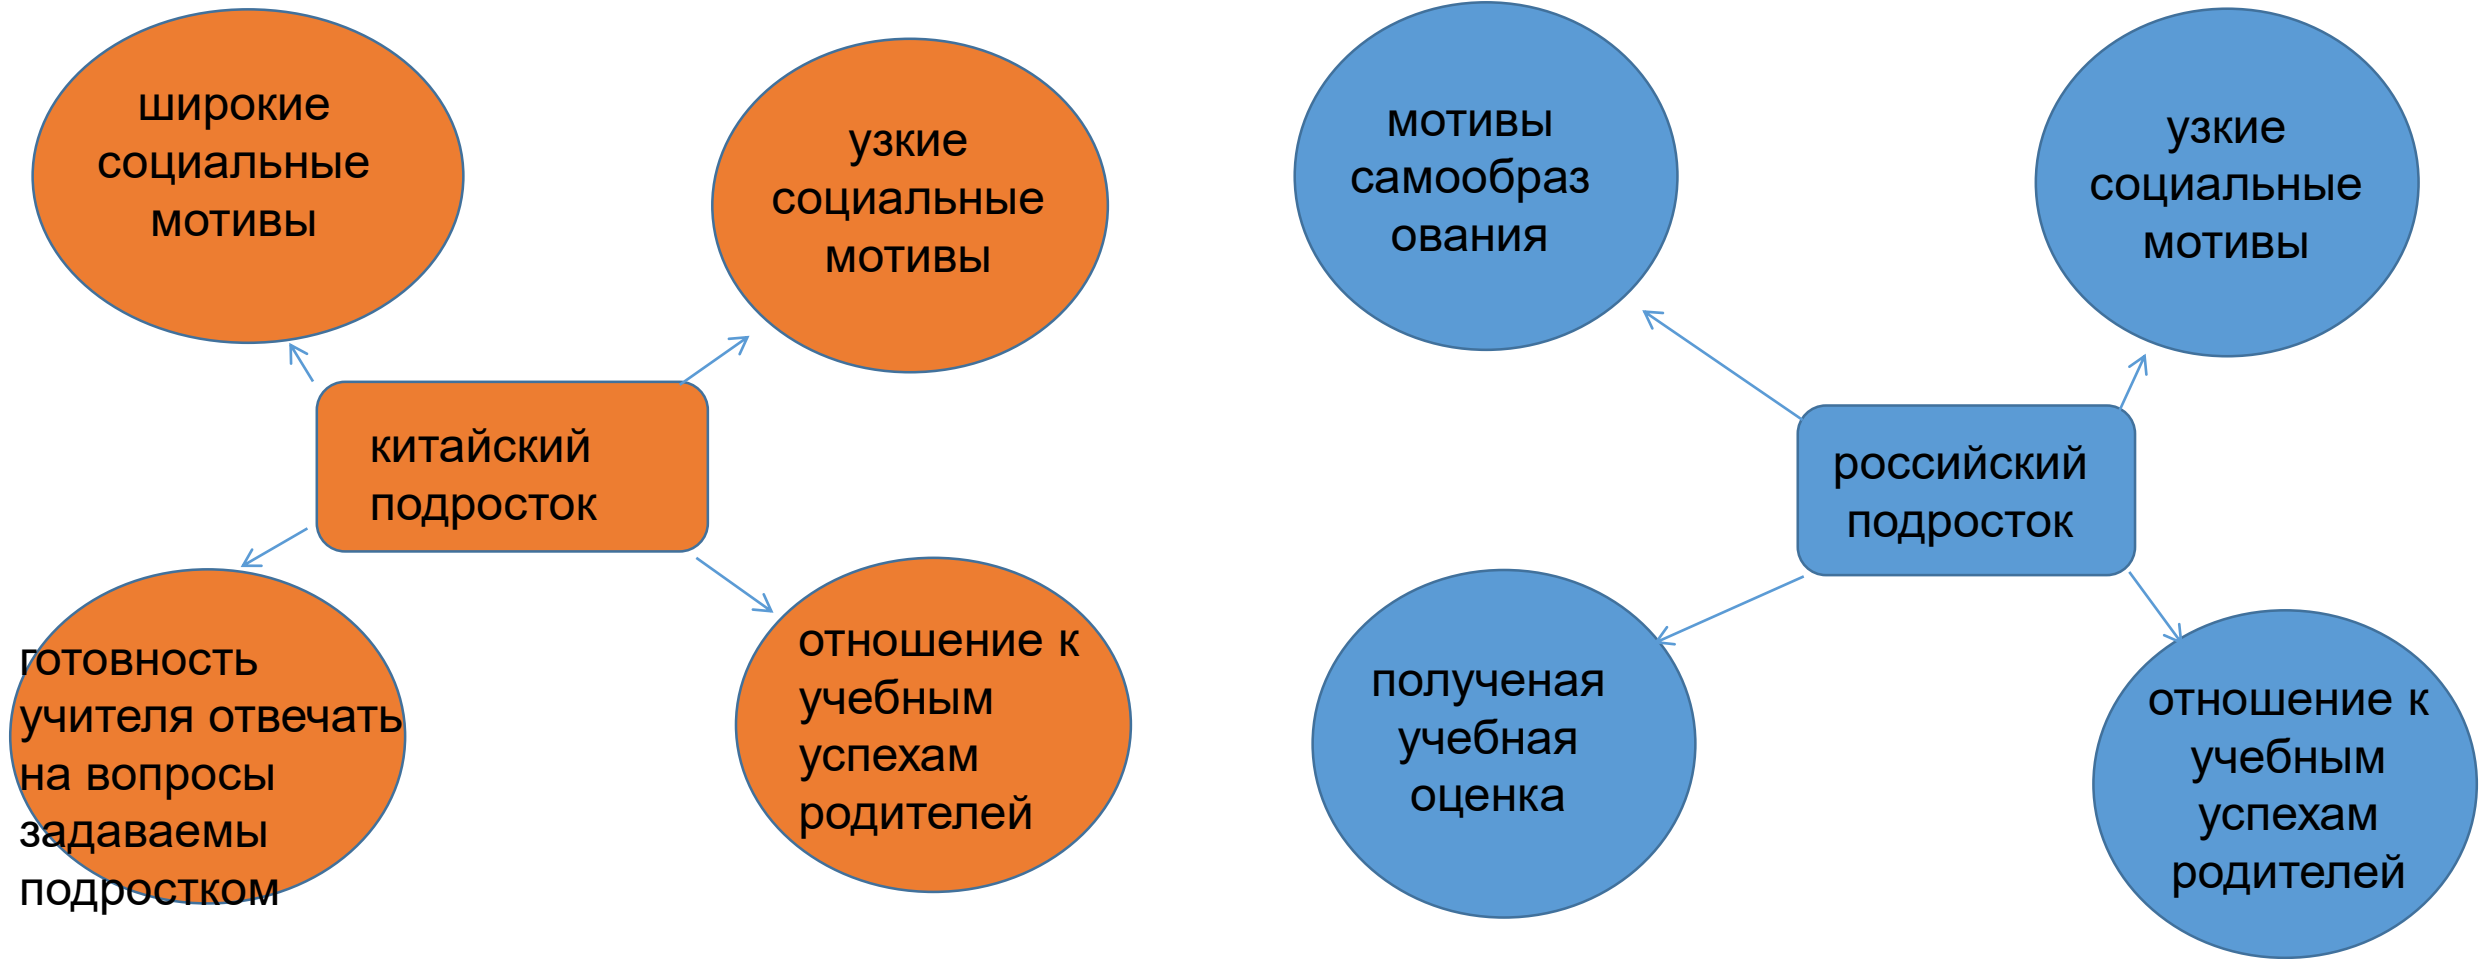 широкие
социальные
мотивы
узкие
социальные
мотивы
китайский
подросток
готовность
учителя отвечать
на вопросы
задаваемы
подростком
отношение к
учебным
успехам
родителей
мотивы
самообраз
ования
узкие
социальные
мотивы
российский
подросток
полученая
учебная
оценка
отношение к
учебным
успехам
родителей